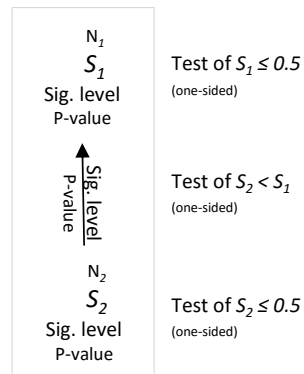 N₁
S₁
Sig. level
P-value
Test of S₁ ≤ 0.5
(one-sided)
Sig. level
P-value
Test of S₂ < S₁
(one-sided)
N₂
S₂
Sig. level
P-value
Test of S₂ ≤ 0.5
(one-sided)